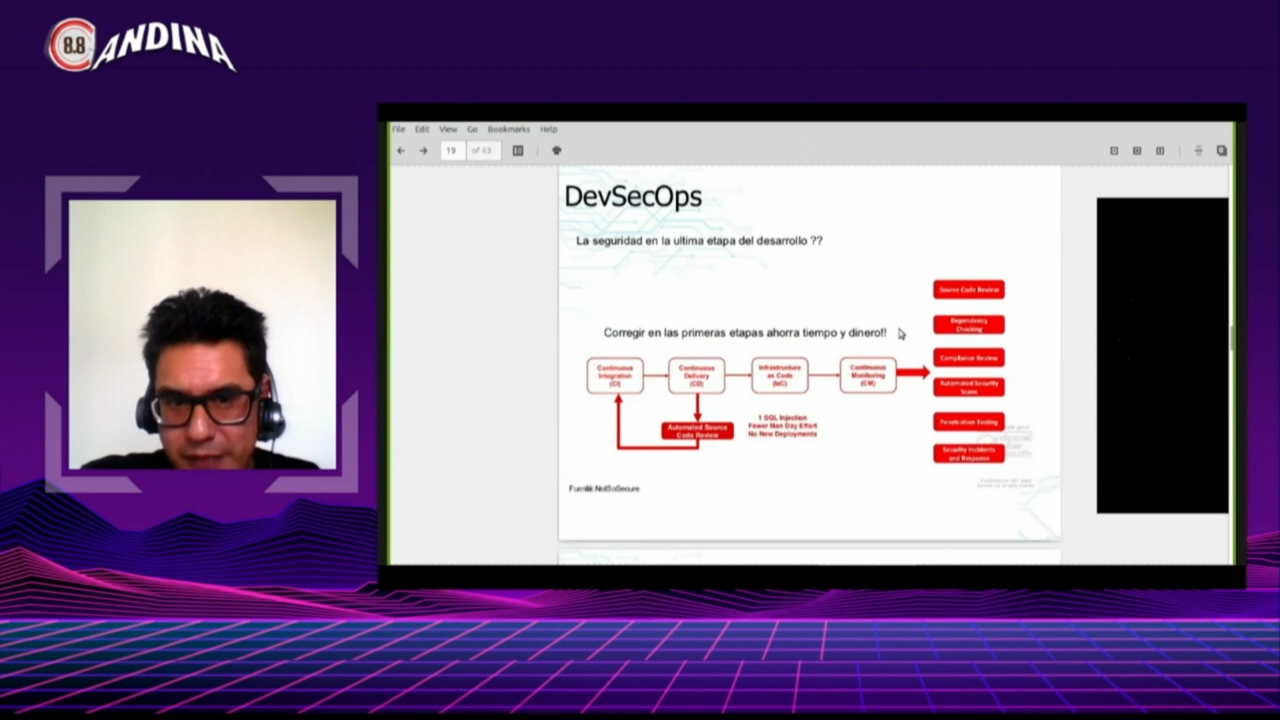 8.8 ANDINA
File Edit View Go Bookmarks Help
19 of 43
DevSecOps
La seguridad en la ultima etapa del desarrollo ??
Corregir en las primeras etapas ahorra tiempo y dinero!!
Continuous
Integration
(CI)
Continuous
Delivery
(CD)
Infrastructure
as Code
(IaC)
Continuous
Monitoring
(CM)
Automated Source
Code Review
1 SQL Injection
Fewer Man Day Effort
No New Deployments
Source Code Review
Dependency
Checking
Compliance Review
Automated Security
Scans
Penetration Testing
Security Incidents
and Response
NotSoSecure